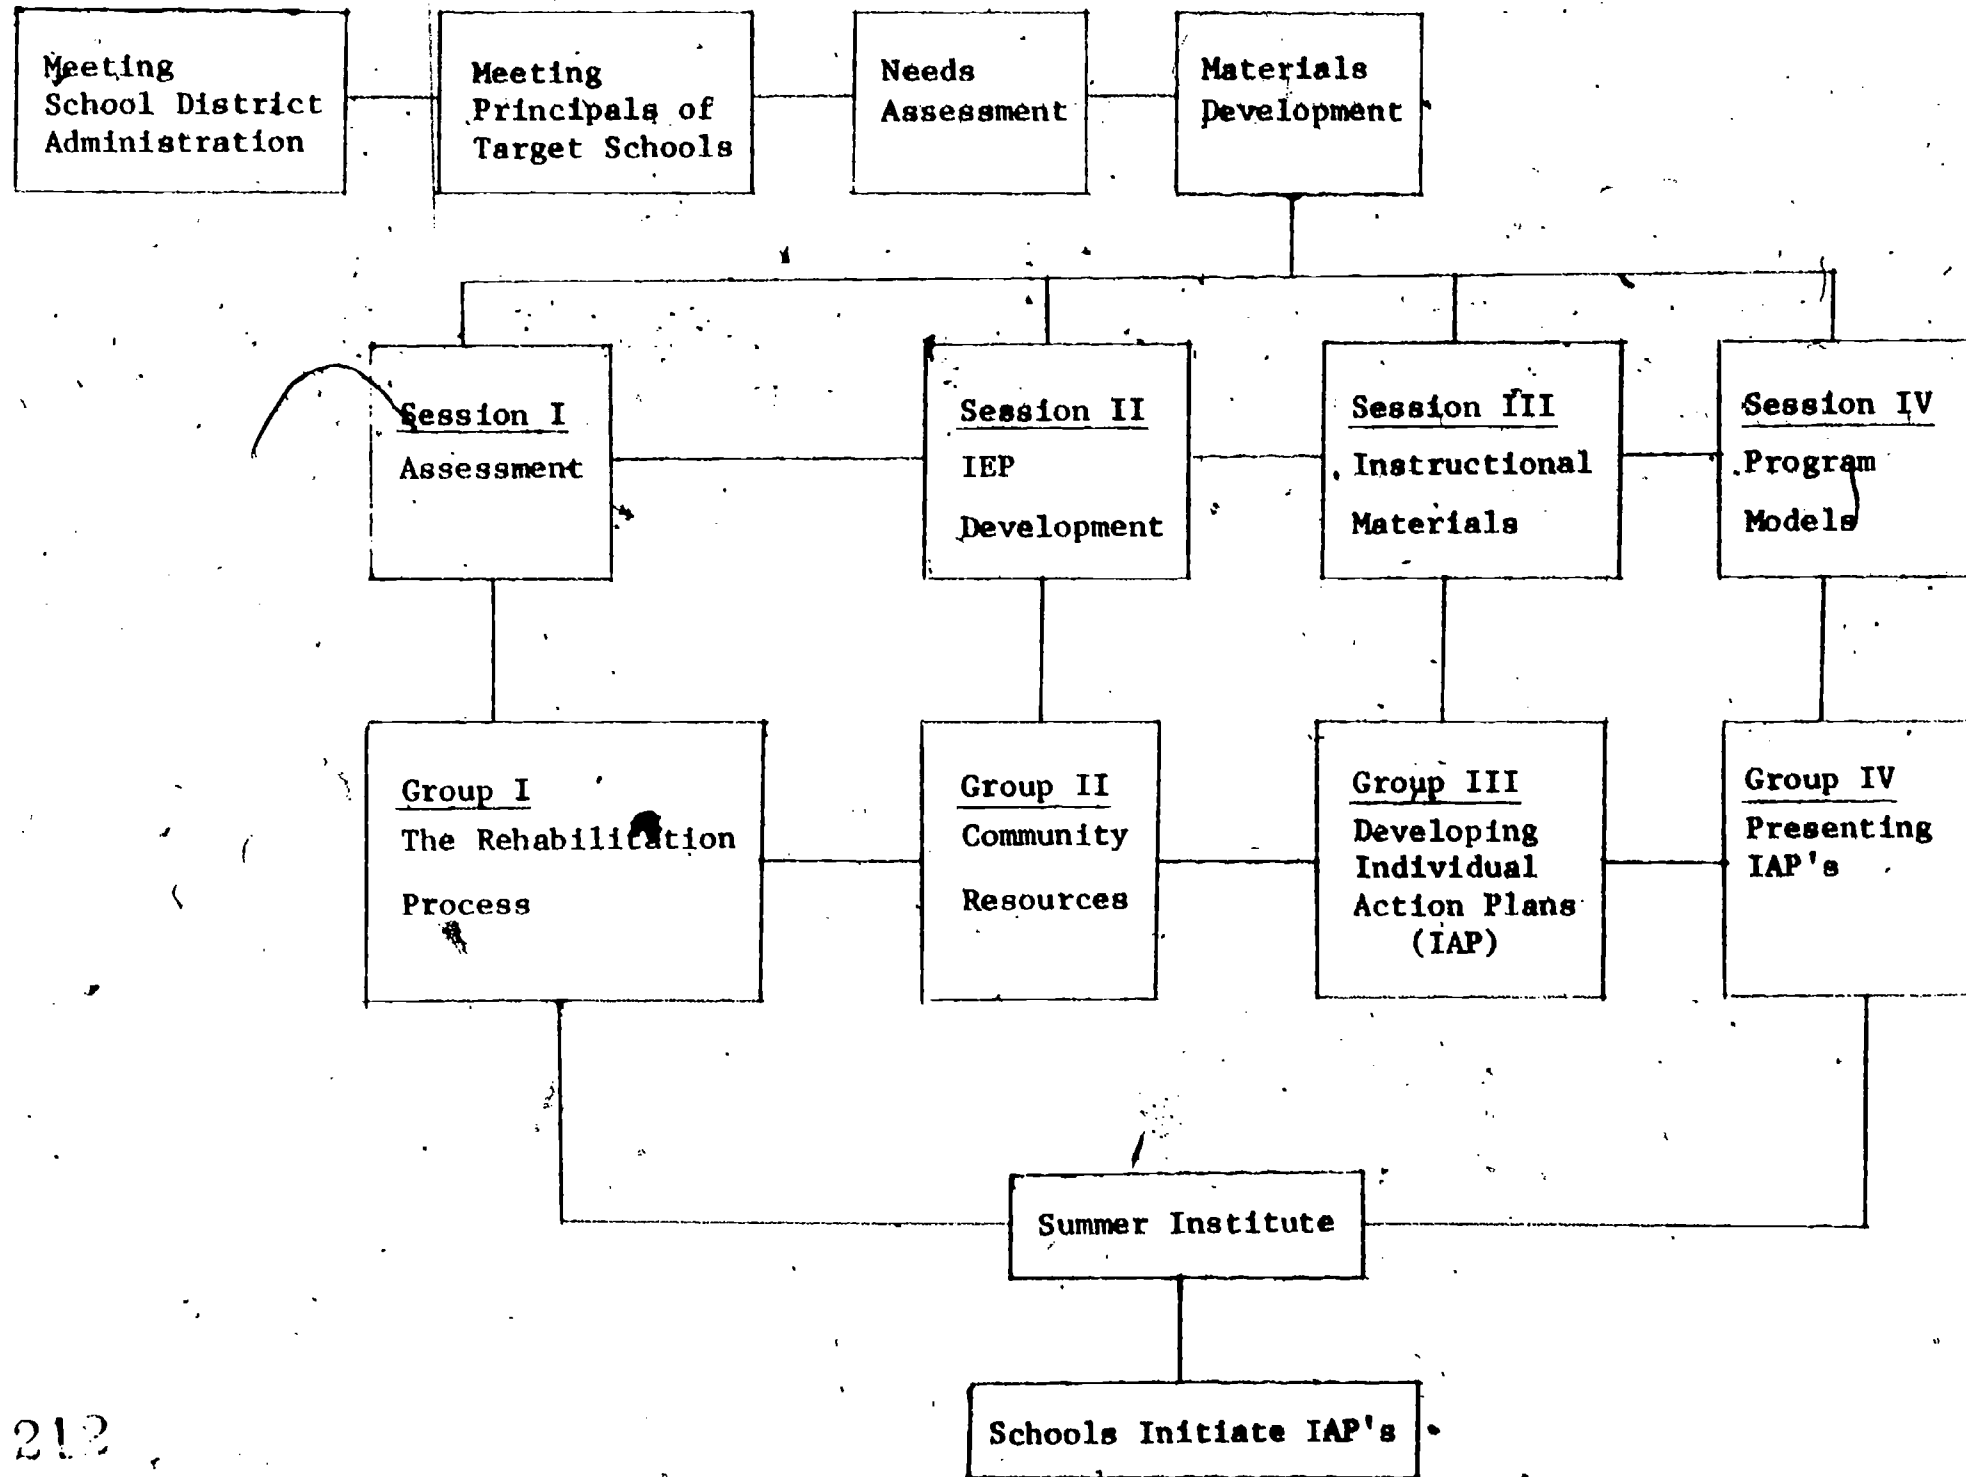 Meeting
School District
Administration
Meeting
Principals of
Target Schools
Needs
Assessment
Materials
Development
Session I
Assessment
Session II
IEP
Development
Session III
Instructional
Materials
Session IV
Program
Models
Group I
The Rehabilitation
Process
Group II
Community
Resources
Group III
Developing
Individual
Action Plans
(IAP)
Group IV
Presenting
IAP's
Summer Institute
Schools Initiate IAP's
212